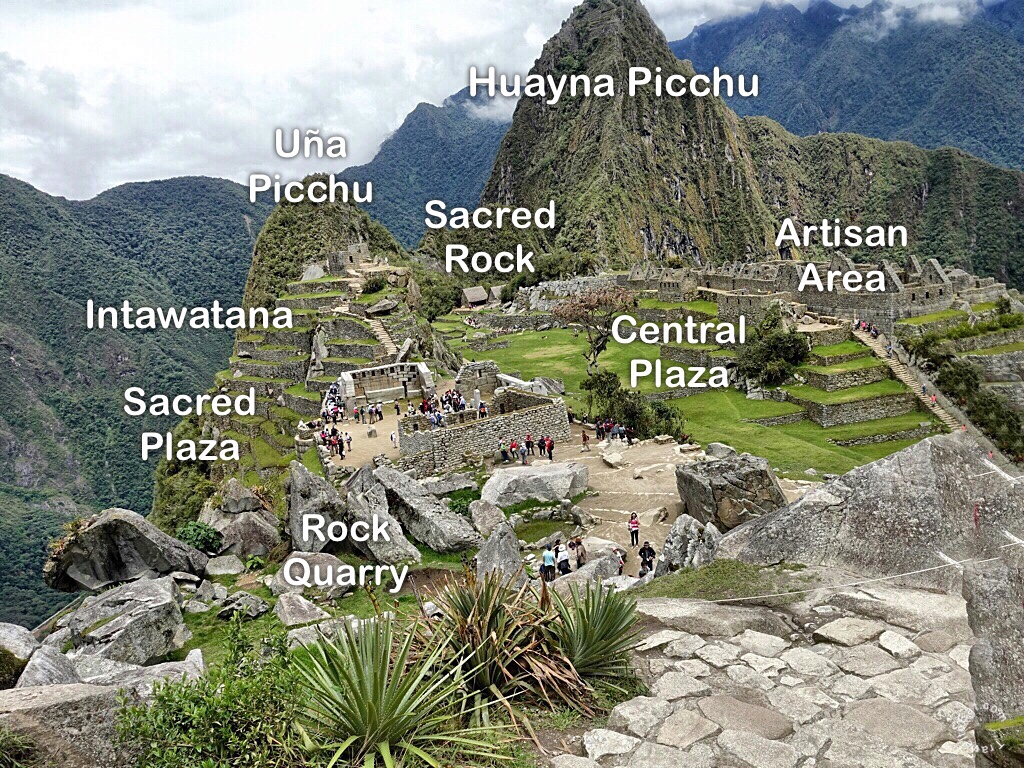 Huayna Picchu
Uña
Picchu
Sacred
Rock
Artisan
Area
Intawatana
Central
Plaza
Sacred
Plaza
Rock
Quarry